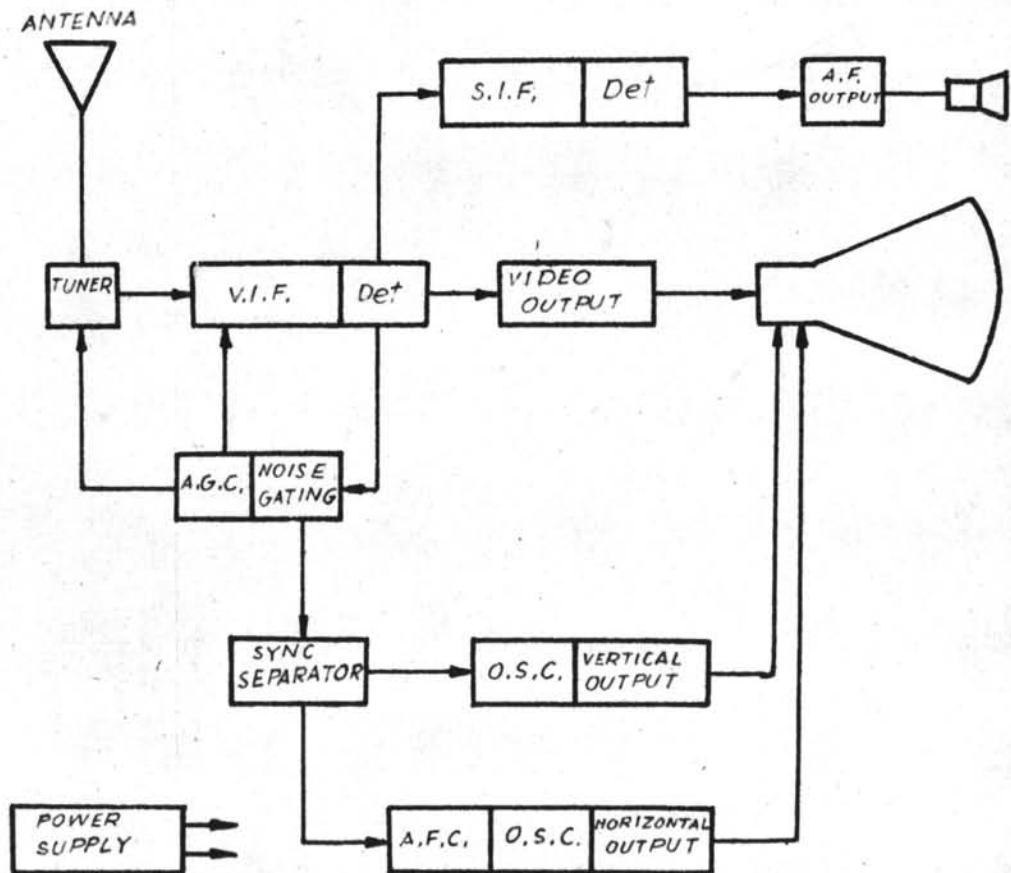 ANTENNA
S.I.F.
Det
A.F.
OUTPUT
TUNER
V.I.F.
Det
VIDEO
OUTPUT
A.G.C.
NOISE
GATING
SYNC
SEPARATOR
O.S.C.
VERTICAL
OUTPUT
POWER
SUPPLY
A.F.C.
O.S.C.
HORIZONTAL
OUTPUT